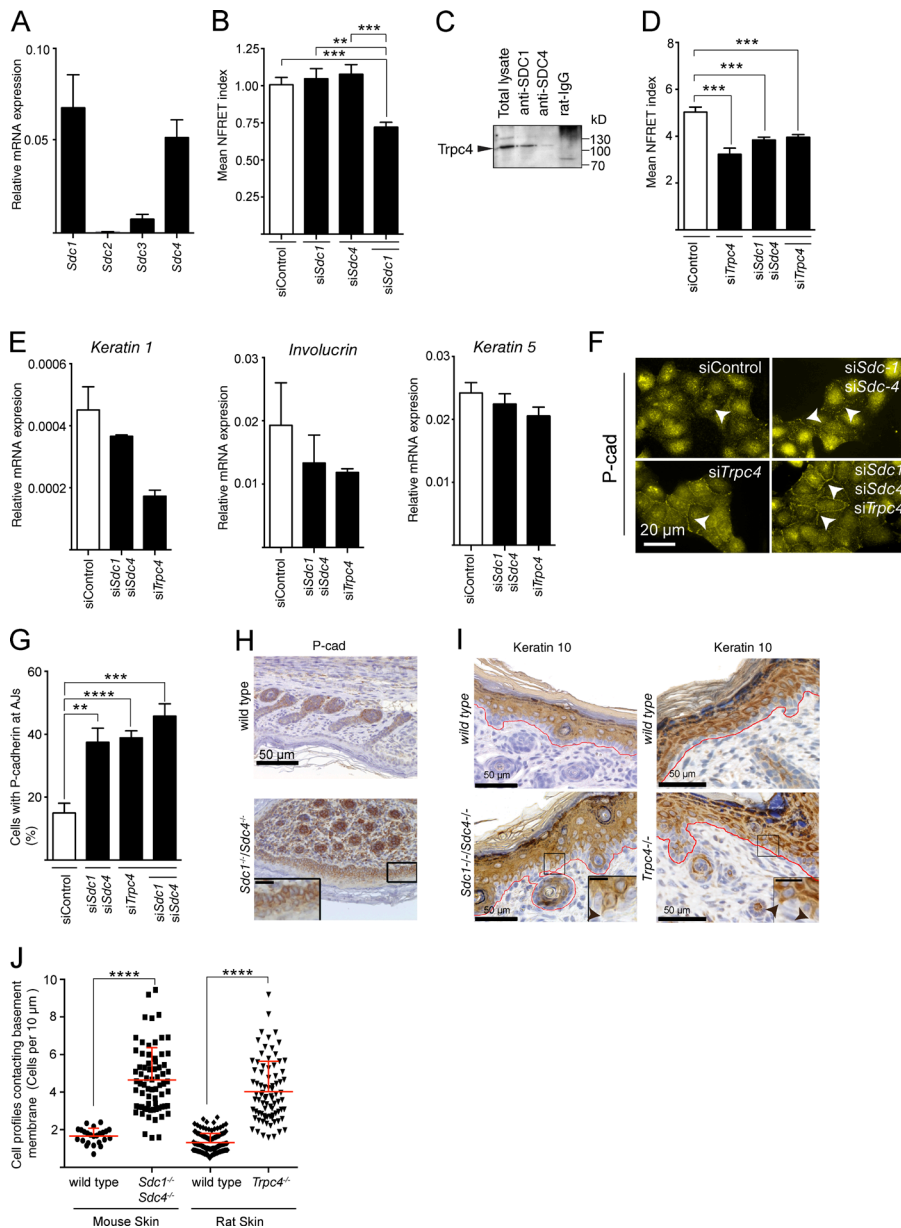 A
Relative mRNA expression
0.10
0.05
Sdc1
Sdc2
Sdc3
Sdc4
B
Mean NFRET index
1.25
1.00
0.75
0.50
0.25
0
***
**
***
siControl
siSdc1
siSdc4
siSdc1
C
Total lysate
anti-SDC1
anti-SDC4
rat-IgG
kD
130
100
70
Trpc4
D
Mean NFRET index
8
6
4
2
0
***
***
***
siControl
siTrpc4
siSdc1
siSdc4
siTrpc4
E
Keratin 1
Relative mRNA expresion
0.0006
0.0004
0.0002
siControl
siSdc1
siSdc4
siTrpc4
Involucrin
Relative mRNA expresion
0.03
0.02
0.01
siControl
siSdc1
siSdc4
siTrpc4
Keratin 5
Relative mRNA expresion
0.03
0.02
0.01
siControl
siSdc1
siSdc4
siTrpc4
F
P-cad
siControl
siSdc-1
siSdc-4
siTrpc4
20 µm
siSdc1
siSdc4
siTrpc4
G
Cells with P-cadherin at AJs
(%)
60
40
20
0
***
****
**
siControl
siSdc1
siSdc4
siTrpc4
siSdc1
siSdc4
H
P-cad
wild type
50 µm
Sdc1-/-/Sdc4-/-
I
Keratin 10
Keratin 10
wild type
50 µm
wild type
50 µm
Sdc1-/-/Sdc4-/-
50 µm
Trpc4-/-
50 µm
J
Cell profiles contacting basement
membrane (Cells per 10 µm )
10
8
6
4
2
****
****
wild type
Sdc1-/-
Sdc4-/-
wild type
Trpc4-/-
Mouse Skin
Rat Skin